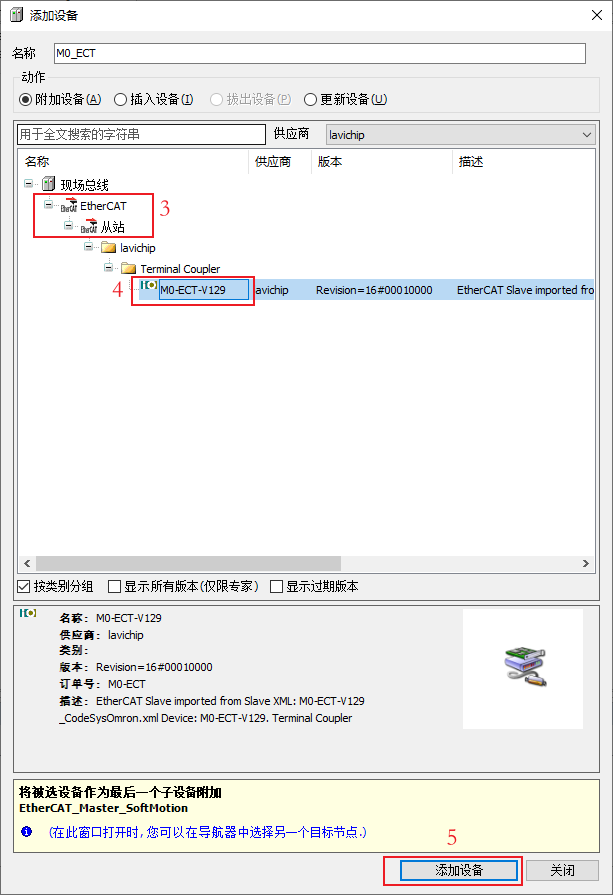 添加设备
名称 M0_ECT
动作
附加设备(A) 插入设备(I) 拔出设备(P) 更新设备(U)
用于全文搜索的字符串 供应商 lavichip
名称 供应商 版本 描述
现场总线
EtherCAT 3
从站
lavichip
Terminal Coupler
4 M0-ECT-V129 avichip Revision=16#00010000 EtherCAT Slave imported fro
按类别分组 显示所有版本(仅限专家) 显示过期版本
名称: M0-ECT-V129
供应商: lavichip
类别:
版本: Revision=16#00010000
订单号: M0-ECT
描述: EtherCAT Slave imported from Slave XML: M0-ECT-V129
_CodeSysOmron.xml Device: M0-ECT-V129. Terminal Coupler
将被选设备作为最后一个子设备附加
EtherCAT_Master_SoftMotion
(在此窗口打开时,您可以在导航器中选择另一个目标节点.)
5
添加设备 关闭